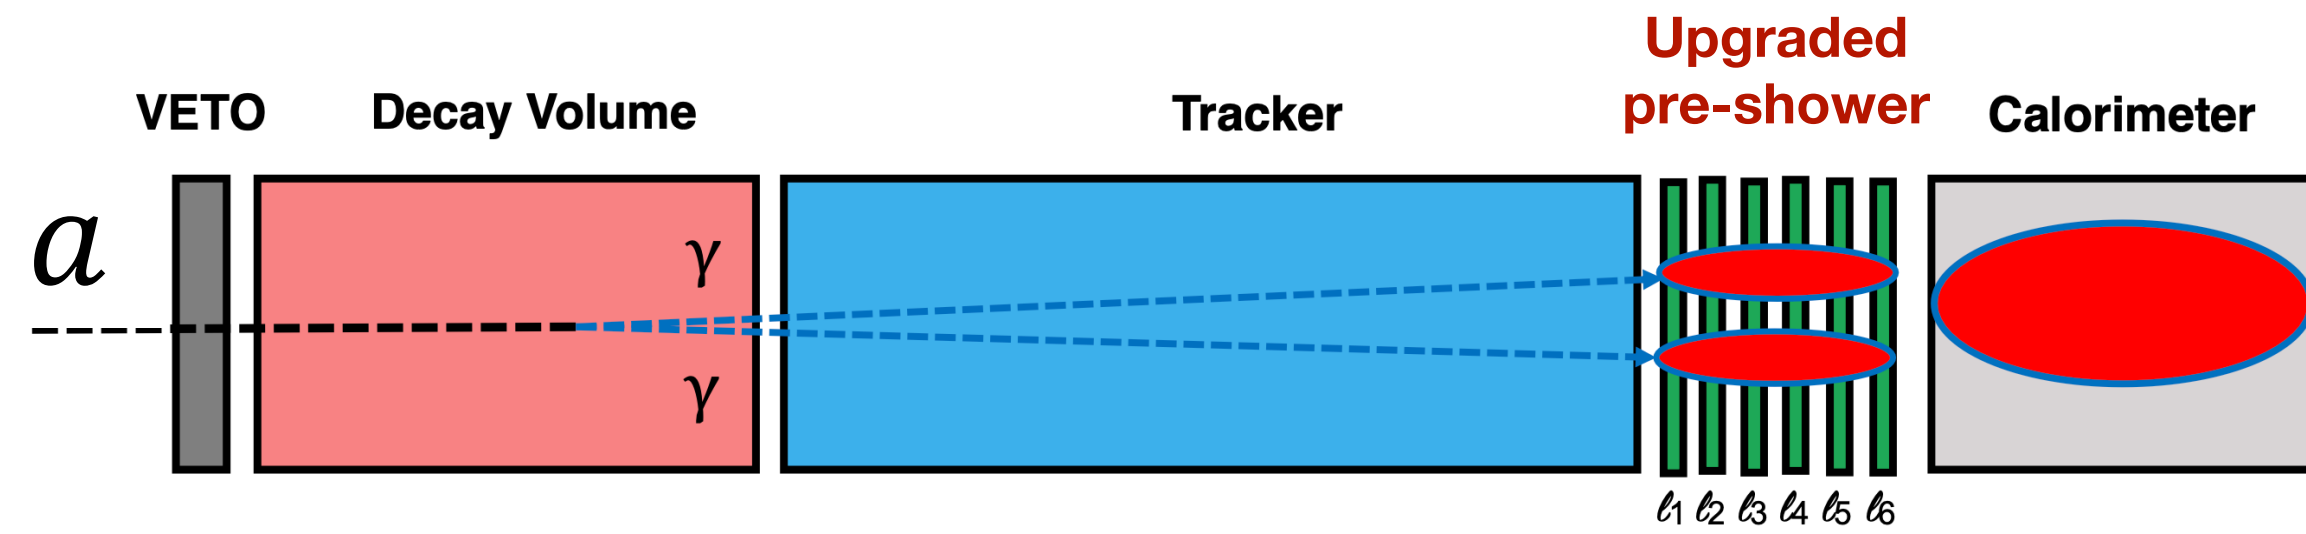 Upgraded
pre-shower
VETO Decay Volume Tracker Calorimeter
a
γ
γ
ℓ1 ℓ2 ℓ3 ℓ4 ℓ5 ℓ6